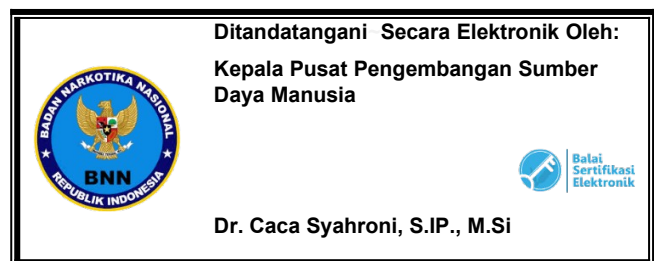 Ditandatangani Secara Elektronik Oleh:
Kepala Pusat Pengembangan Sumber
Daya Manusia
BADAN NARKOTIKA NASIONAL
BNN
REPUBLIK INDONESIA
Balai
Sertifikasi
Elektronik
Dr. Caca Syahroni, S.IP., M.Si